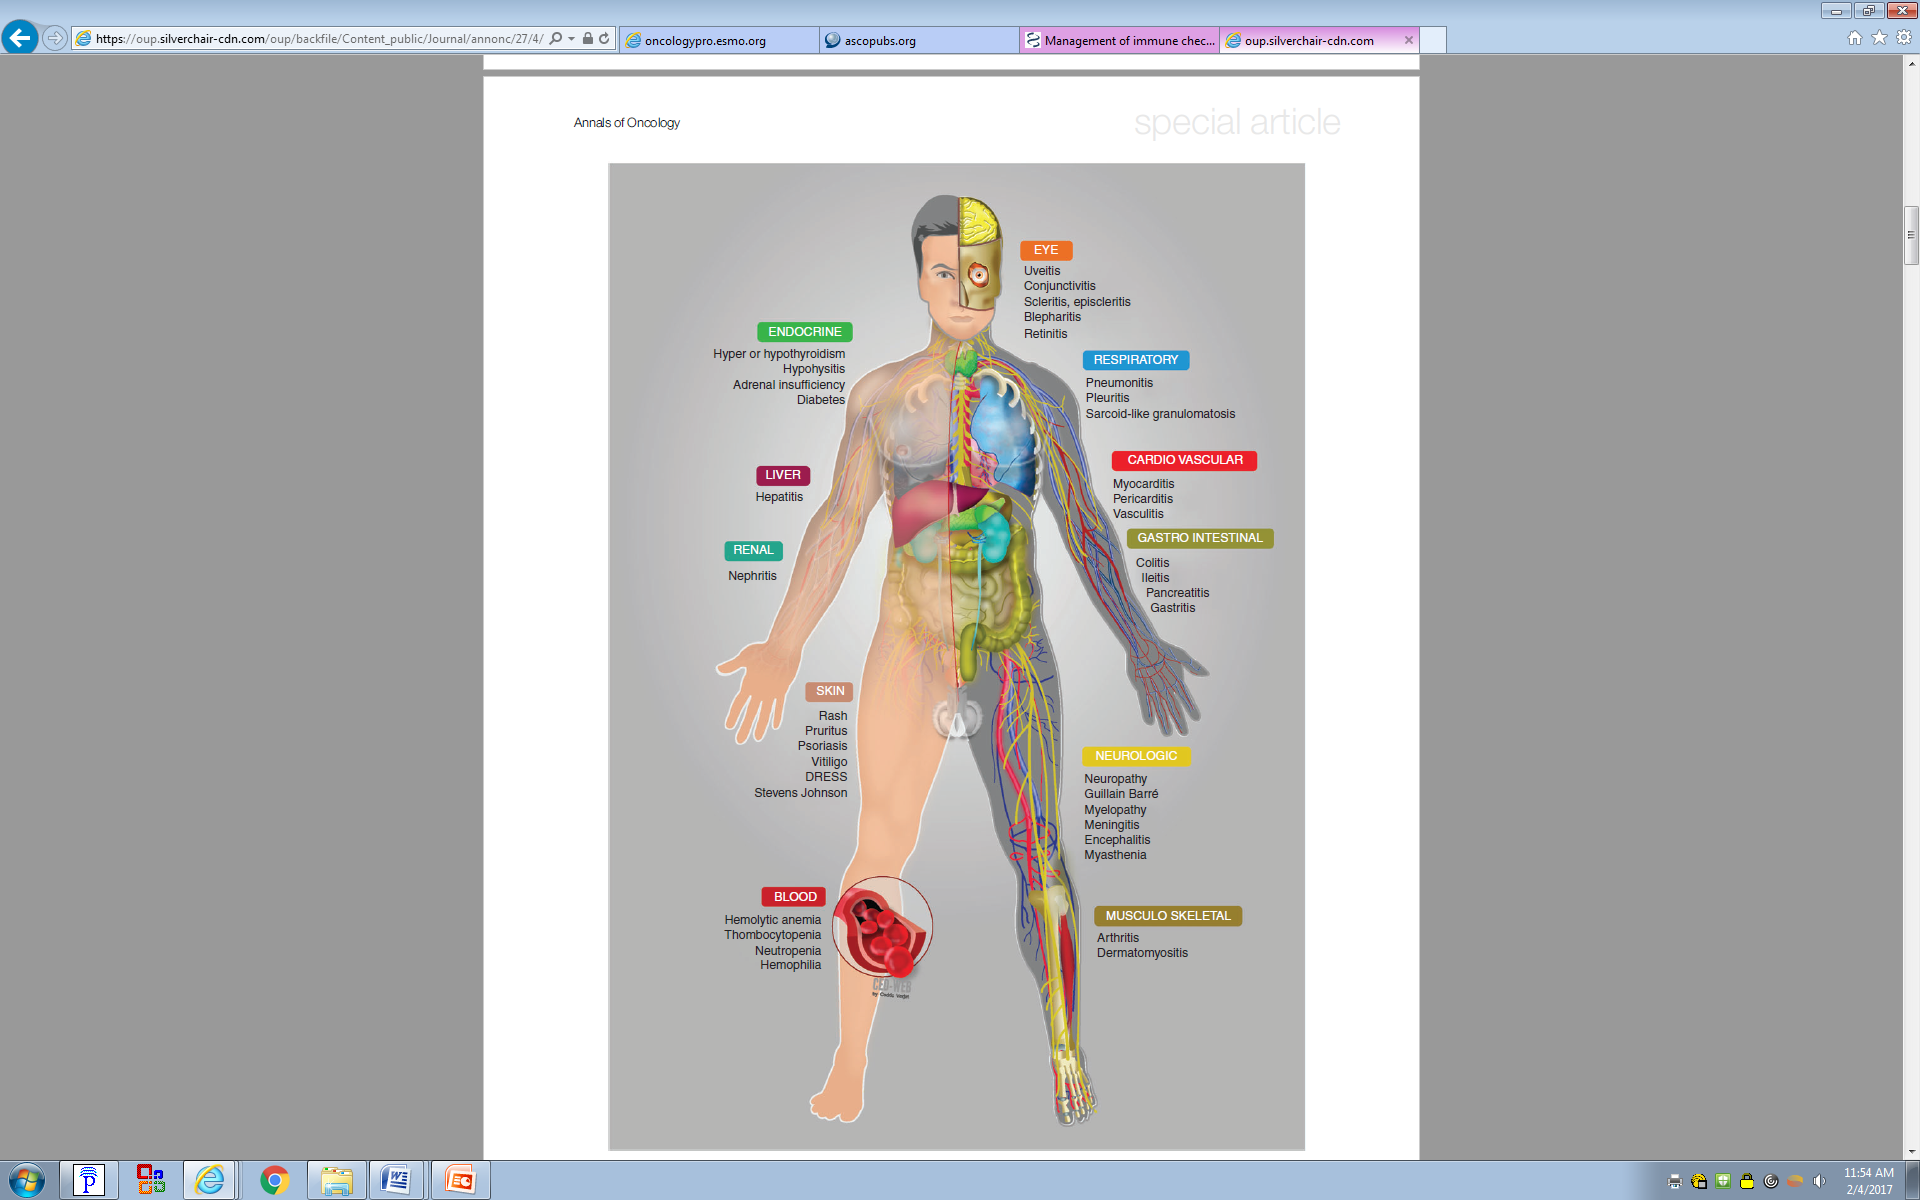 https://oup.silverchair-cdn.com/oup/backfile/Content_public/Journal/annonc/27/4/
oncologypro.esmo.org
ascopubs.org
Management of immune chec...
oup.silverchair-cdn.com
Annals of Oncology
special article
EYE
Uveitis
Conjunctivitis
Scleritis, episcleritis
Blepharitis
Retinitis
ENDOCRINE
Hyper or hypothyroidism
Hypohysitis
Adrenal insufficiency
Diabetes
RESPIRATORY
Pneumonitis
Pleuritis
Sarcoid-like granulomatosis
LIVER
Hepatitis
CARDIO VASCULAR
Myocarditis
Pericarditis
Vasculitis
RENAL
Nephritis
GASTRO INTESTINAL
Colitis
Ileitis
Pancreatitis
Gastritis
SKIN
Rash
Pruritus
Psoriasis
Vitiligo
DRESS
Stevens Johnson
NEUROLOGIC
Neuropathy
Guillain Barré
Myelopathy
Meningitis
Encephalitis
Myasthenia
BLOOD
Hemolytic anemia
Thombocytopenia
Neutropenia
Hemophilia
MUSCULO SKELETAL
Arthritis
Dermatomyositis
CED-WEB
11:54 AM
2/4/2017